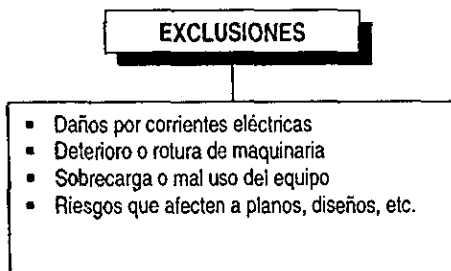 EXCLUSIONES
▪ Daños por corrientes eléctricas
▪ Deterioro o rotura de maquinaria
▪ Sobrecarga o mal uso del equipo
▪ Riesgos que afecten a planos, diseños, etc.